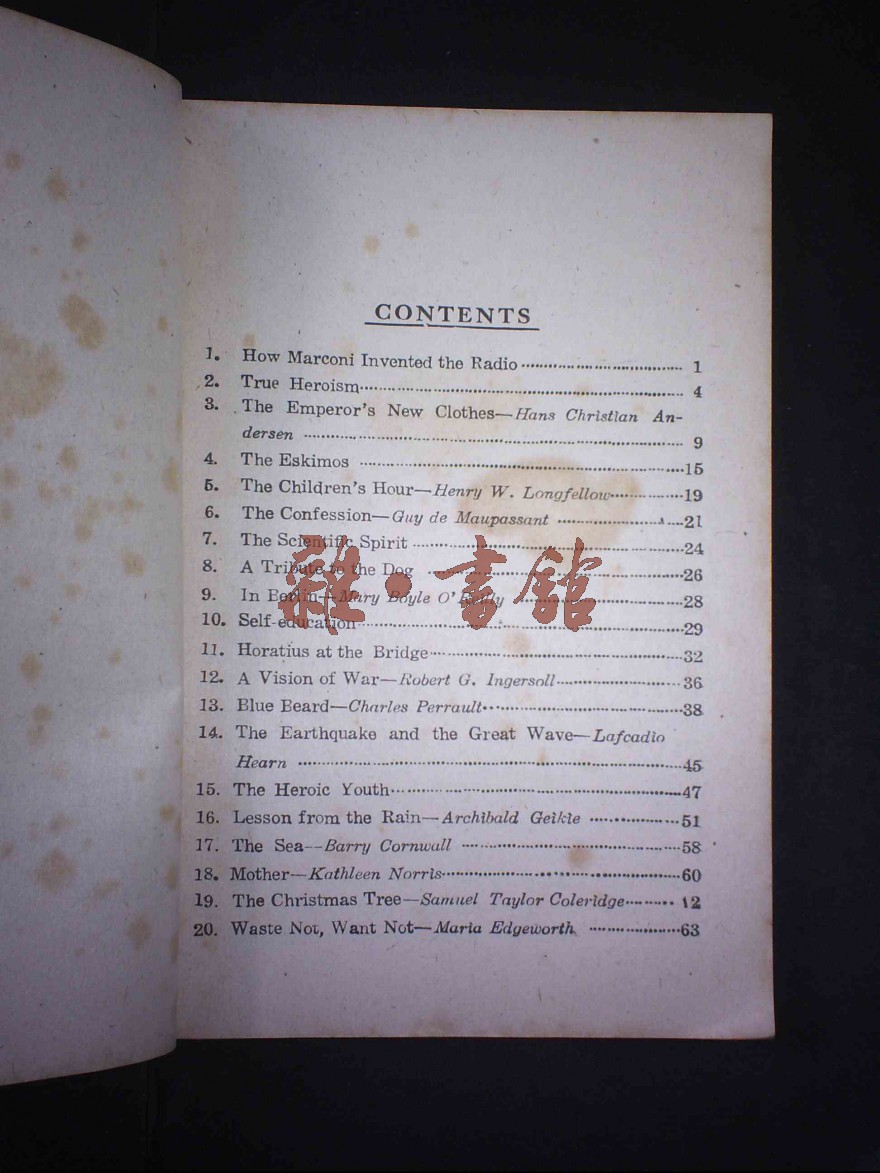 CONTENTS
1. How Marconi Invented the Radio 1
2. True Heroism 4
3. The Emperor's New Clothes—Hans Christian An-
dersen 9
4. The Eskimos 15
5. The Children's Hour—Henry W. Longfellow 19
6. The Confession—Guy de Maupassant 21
7. The Scientific Spirit 24
8. A Tribute to the Dog 26
9. In Berlin—Mary Boyle O'Reilly 28
10. Self-education 29
11. Horatius at the Bridge 32
12. A Vision of War—Robert G. Ingersoll 36
13. Blue Beard—Charles Perrault 38
14. The Earthquake and the Great Wave—Lafcadio
Hearn 45
15. The Heroic Youth 47
16. Lesson from the Rain—Archibald Geikie 51
17. The Sea—Barry Cornwall 58
18. Mother—Kathleen Norris 60
19. The Christmas Tree—Samuel Taylor Coleridge 12
20. Waste Not, Want Not—Maria Edgeworth 63
雜·書館